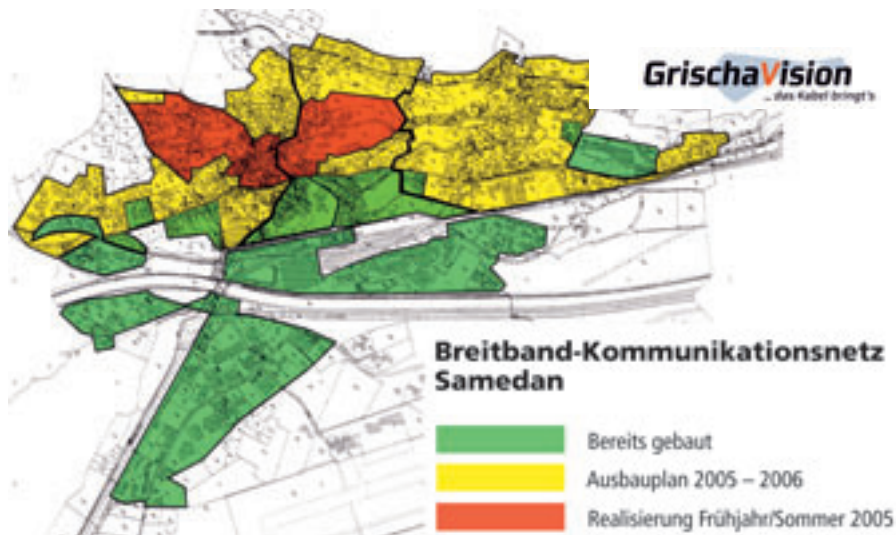 GrischaVision
... das Kabel bringt's
Breitband-Kommunikationsnetz
Samedan
Bereits gebaut
Ausbauplan 2005 – 2006
Realisierung Frühjahr/Sommer 2005